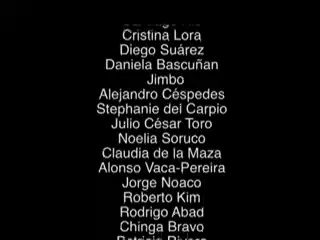 Cristina Lora
Diego Suárez
Daniela Bascuñan
Jimbo
Alejandro Céspedes
Stephanie del Carpio
Julio César Toro
Noelia Soruco
Claudia de la Maza
Alonso Vaca-Pereira
Jorge Noaco
Roberto Kim
Rodrigo Abad
Chinga Bravo